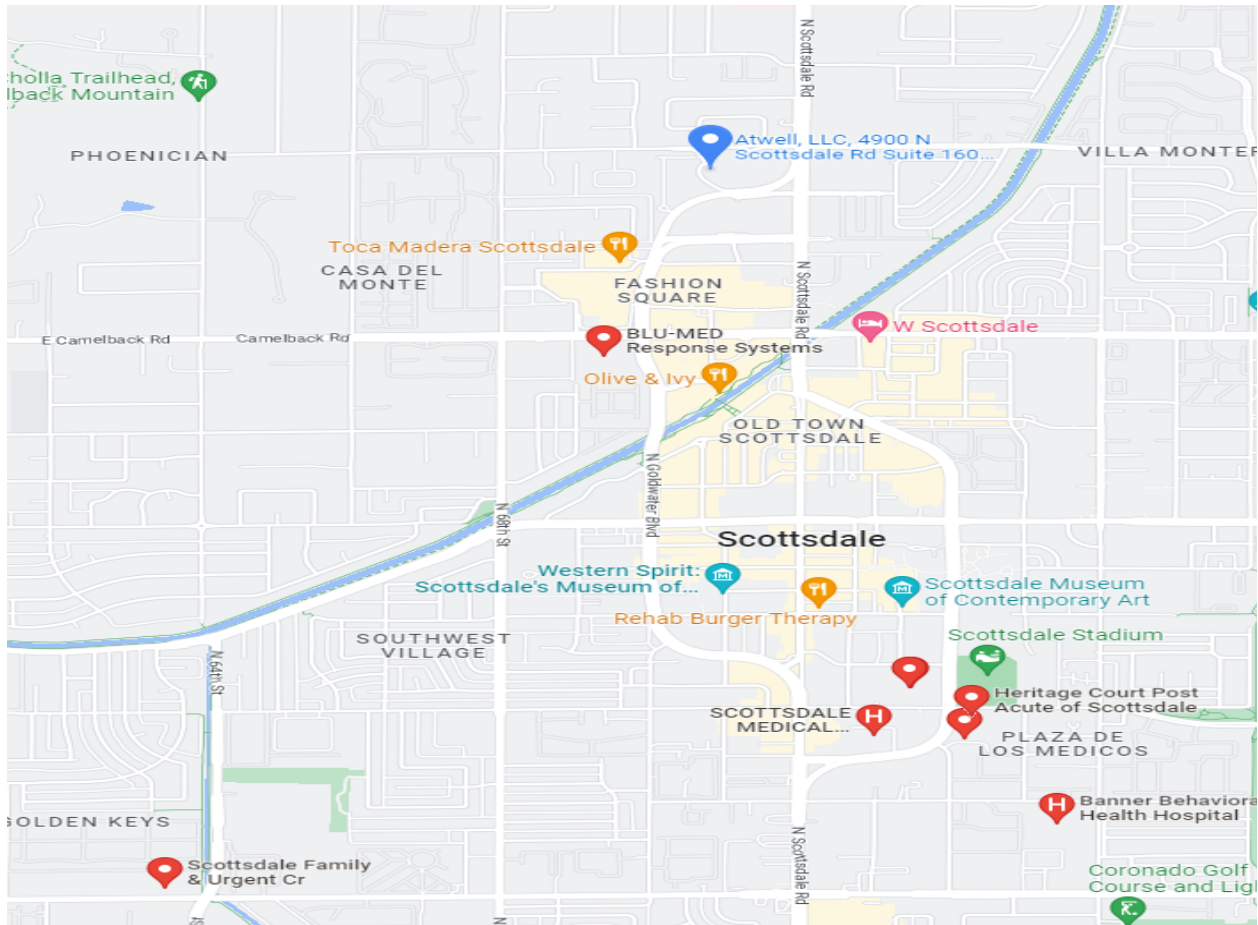 N Scottsdale Rd
cholla Trailhead,
lback Mountain
Atwell, LLC, 4900 N
Scottsdale Rd Suite 160...
PHOENICIAN
VILLA MONTER
Toca Madera Scottsdale
CASA DEL
MONTE
FASHION
SQUARE
N Scottsdale Rd
E Camelback Rd
Camelback Rd
BLU-MED
Response Systems
W Scottsdale
Olive & Ivy
OLD TOWN
SCOTTSDALE
N Goldwater Blvd
N 68th St
Scottsdale
Western Spirit:
Scottsdale's Museum of...
Scottsdale Museum
of Contemporary Art
Rehab Burger Therapy
SOUTHWEST
VILLAGE
Scottsdale Stadium
N 64th St
Heritage Court Post
Acute of Scottsdale
SCOTTSDALE
MEDICAL...
PLAZA DE
LOS MEDICOS
H
H
Banner Behaviora
Health Hospital
GOLDEN KEYS
N Scottsdale Rd
Scottsdale Family
& Urgent Cr
Coronado Golf
Course and Ligh
N